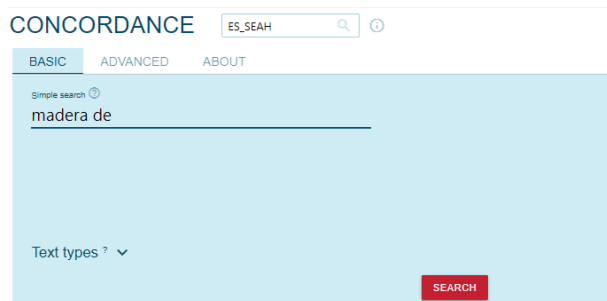 CONCORDANCE ES_SEAH
BASIC ADVANCED ABOUT
Simple search ?
madera de
Text types ?
SEARCH